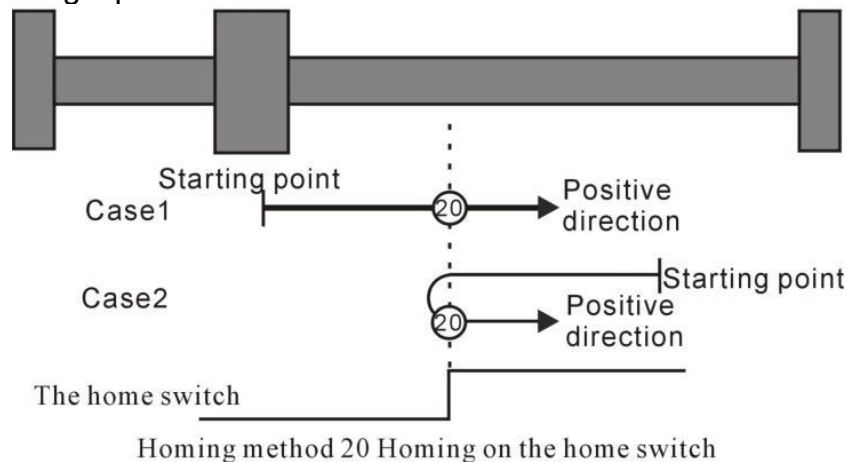 Starting point
Case1
20
Positive
direction
Case2
Starting point
20
Positive
direction
The home switch
Homing method 20 Homing on the home switch